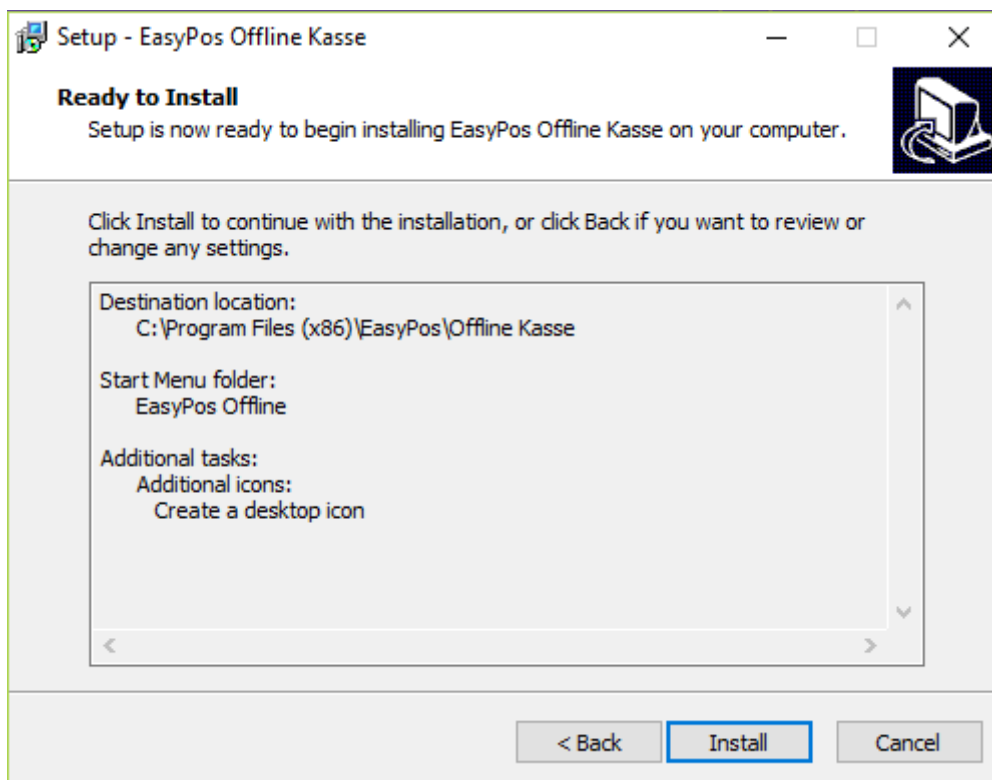 Setup - EasyPos Offline Kasse
Ready to Install
Setup is now ready to begin installing EasyPos Offline Kasse on your computer.
Click Install to continue with the installation, or click Back if you want to review or
change any settings.
Destination location:
C:\Program Files (x86)\EasyPos\Offline Kasse
Start Menu folder:
EasyPos Offline
Additional tasks:
Additional icons:
Create a desktop icon
< Back
Install
Cancel